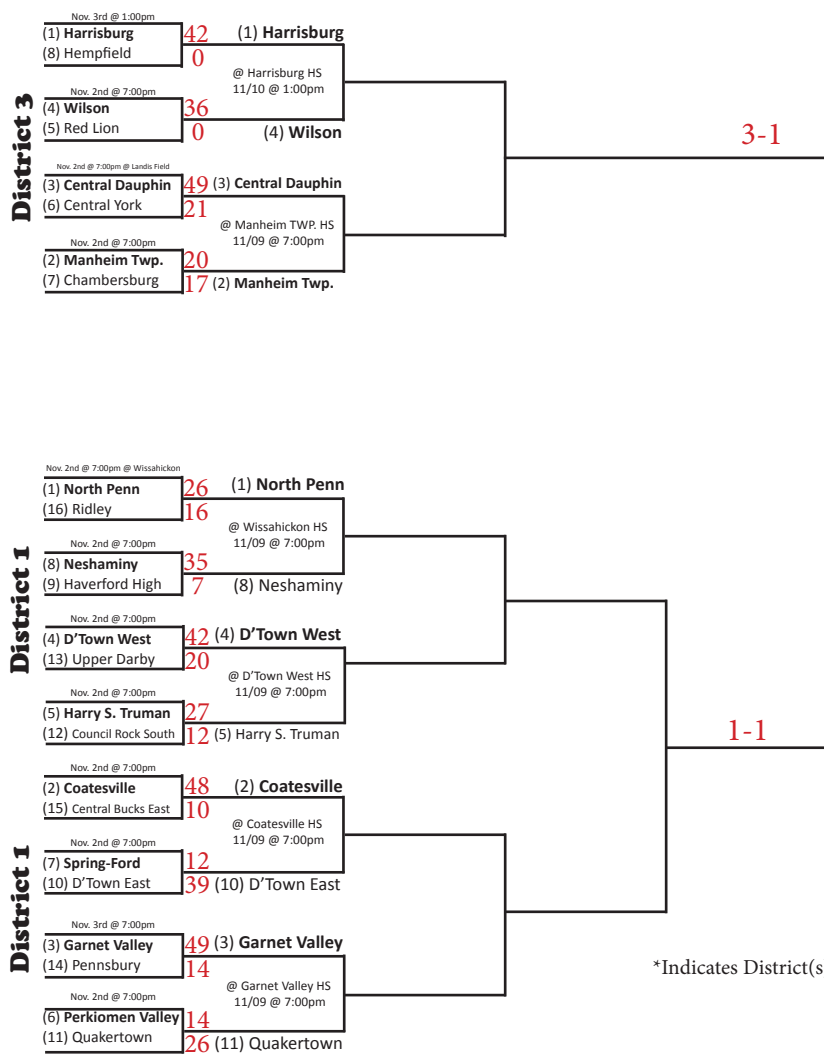 District 3
Nov. 3rd @ 1:00pm
(1) Harrisburg 42
(8) Hempfield 0
(1) Harrisburg
@ Harrisburg HS
11/10 @ 1:00pm
Nov. 2nd @ 7:00pm
(4) Wilson 36
(5) Red Lion 0
(4) Wilson
3-1
Nov. 2nd @ 7:00pm @ Landis Field
(3) Central Dauphin 49
(6) Central York 21
(3) Central Dauphin
@ Manheim TWP. HS
11/09 @ 7:00pm
Nov. 2nd @ 7:00pm
(2) Manheim Twp. 20
(7) Chambersburg 17
(2) Manheim Twp.
District 1
Nov. 2nd @ 7:00pm @ Wissahickon
(1) North Penn 26
(16) Ridley 16
(1) North Penn
@ Wissahickon HS
11/09 @ 7:00pm
Nov. 2nd @ 7:00pm
(8) Neshaminy 35
(9) Haverford High 7
(8) Neshaminy
Nov. 2nd @ 7:00pm
(4) D'Town West 42
(13) Upper Darby 20
(4) D'Town West
@ D'Town West HS
11/09 @ 7:00pm
Nov. 2nd @ 7:00pm
(5) Harry S. Truman 27
(12) Council Rock South 12
(5) Harry S. Truman
1-1
District 1
Nov. 2nd @ 7:00pm
(2) Coatesville 48
(15) Central Bucks East 10
(2) Coatesville
@ Coatesville HS
11/09 @ 7:00pm
Nov. 2nd @ 7:00pm
(7) Spring-Ford 12
(10) D'Town East 39
(10) D'Town East
Nov. 3rd @ 7:00pm
(3) Garnet Valley 49
(14) Pennsbury 14
(3) Garnet Valley
@ Garnet Valley HS
11/09 @ 7:00pm
Nov. 2nd @ 7:00pm
(6) Perkiomen Valley 14
(11) Quakertown 26
(11) Quakertown
*Indicates District(s